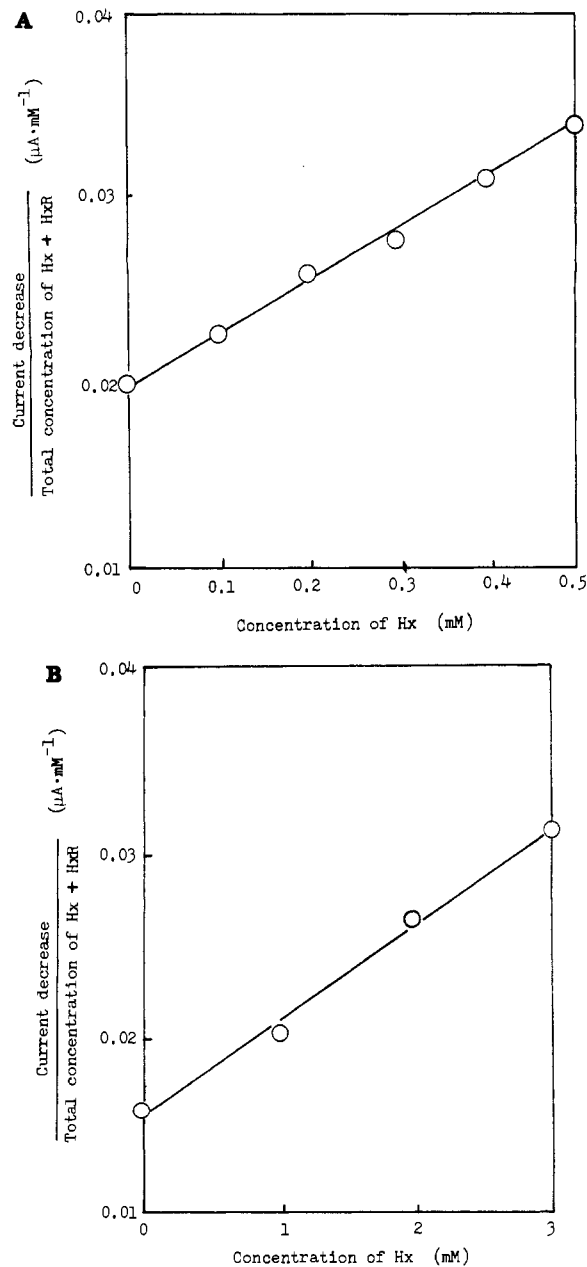 A
0.04
0.03
0.02
0.01
Current decrease
Total concentration of Hx + HxR
(μA·mM⁻¹)
0 0.1 0.2 0.3 0.4 0.5
Concentration of Hx (mM)
B
0.04
0.03
0.02
0.01
Current decrease
Total concentration of Hx + HxR
(μA·mM⁻¹)
0 1 2 3
Concentration of Hx (mM)